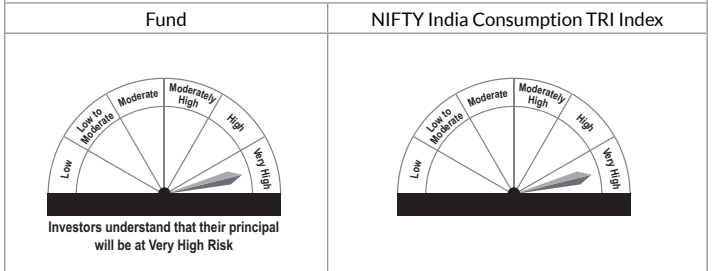 Fund
NIFTY India Consumption TRI Index
Low
Low to
Moderate
Moderate
Moderately
High
High
Very High
Investors understand that their principal
will be at Very High Risk
Low
Low to
Moderate
Moderate
Moderately
High
High
Very High